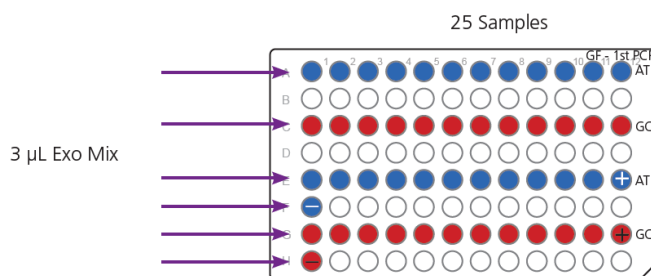 25 Samples
GF - 1st PCR
1 2 3 4 5 6 7 8 9 10 11 12
A
AT
B
C
GC
D
3 µL Exo Mix
E
+
AT
F
−
G
+
GC
H
−